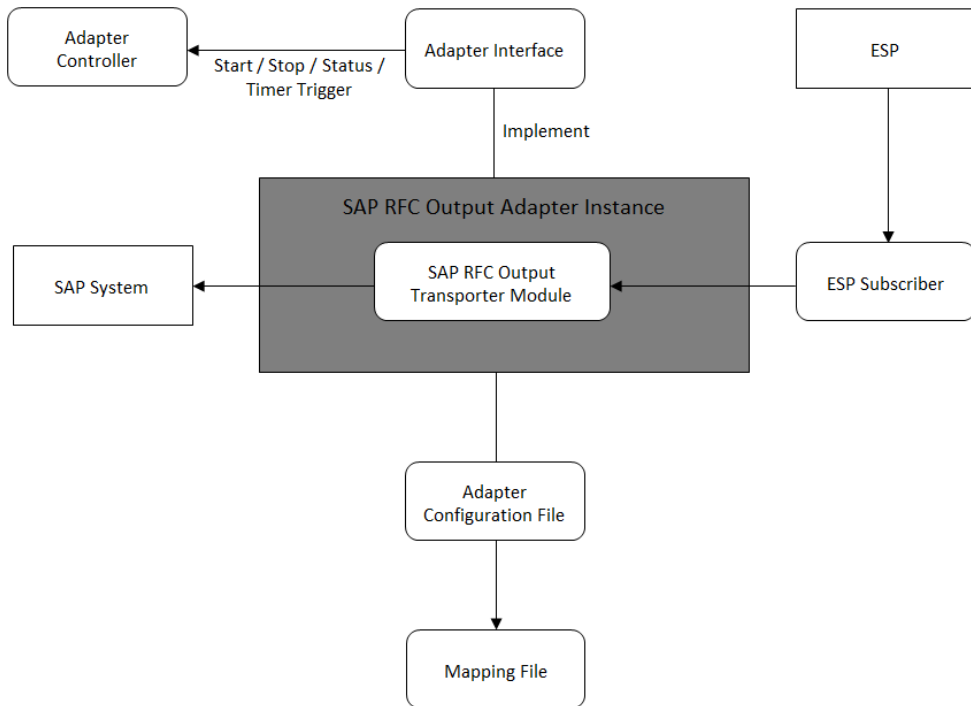 Adapter
Controller
Start / Stop / Status /
Timer Trigger
Adapter Interface
ESP
Implement
SAP RFC Output Adapter Instance
SAP System
SAP RFC Output
Transporter Module
ESP Subscriber
Adapter
Configuration File
Mapping File